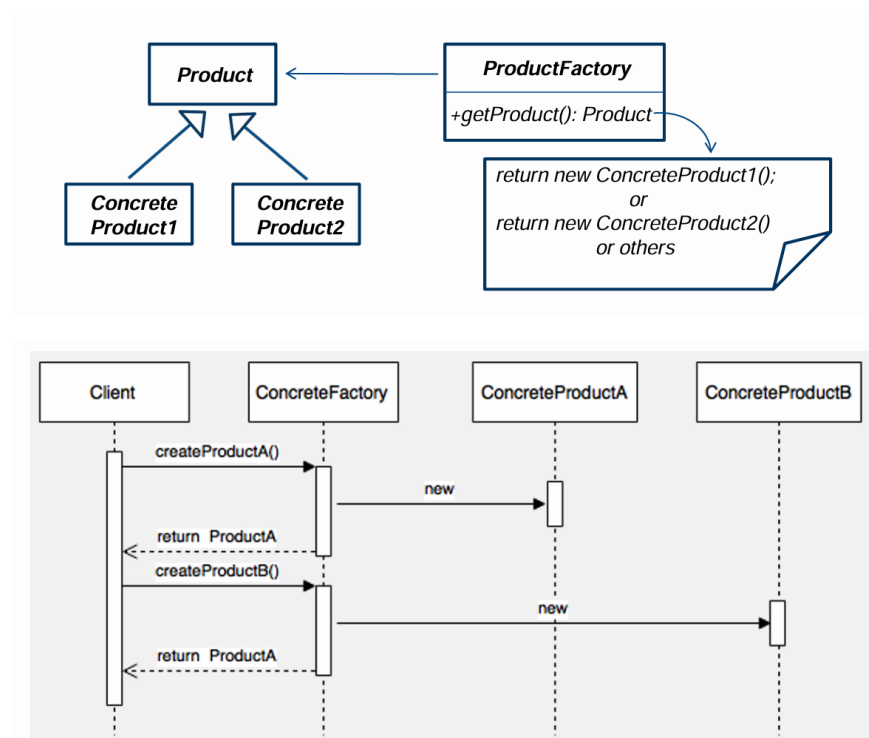 Product
ProductFactory
+getProduct(): Product
Concrete
Product1
Concrete
Product2
return new ConcreteProduct1();
or
return new ConcreteProduct2()
or others
Client
ConcreteFactory
ConcreteProductA
ConcreteProductB
createProductA()
new
return ProductA
createProductB()
new
return ProductA